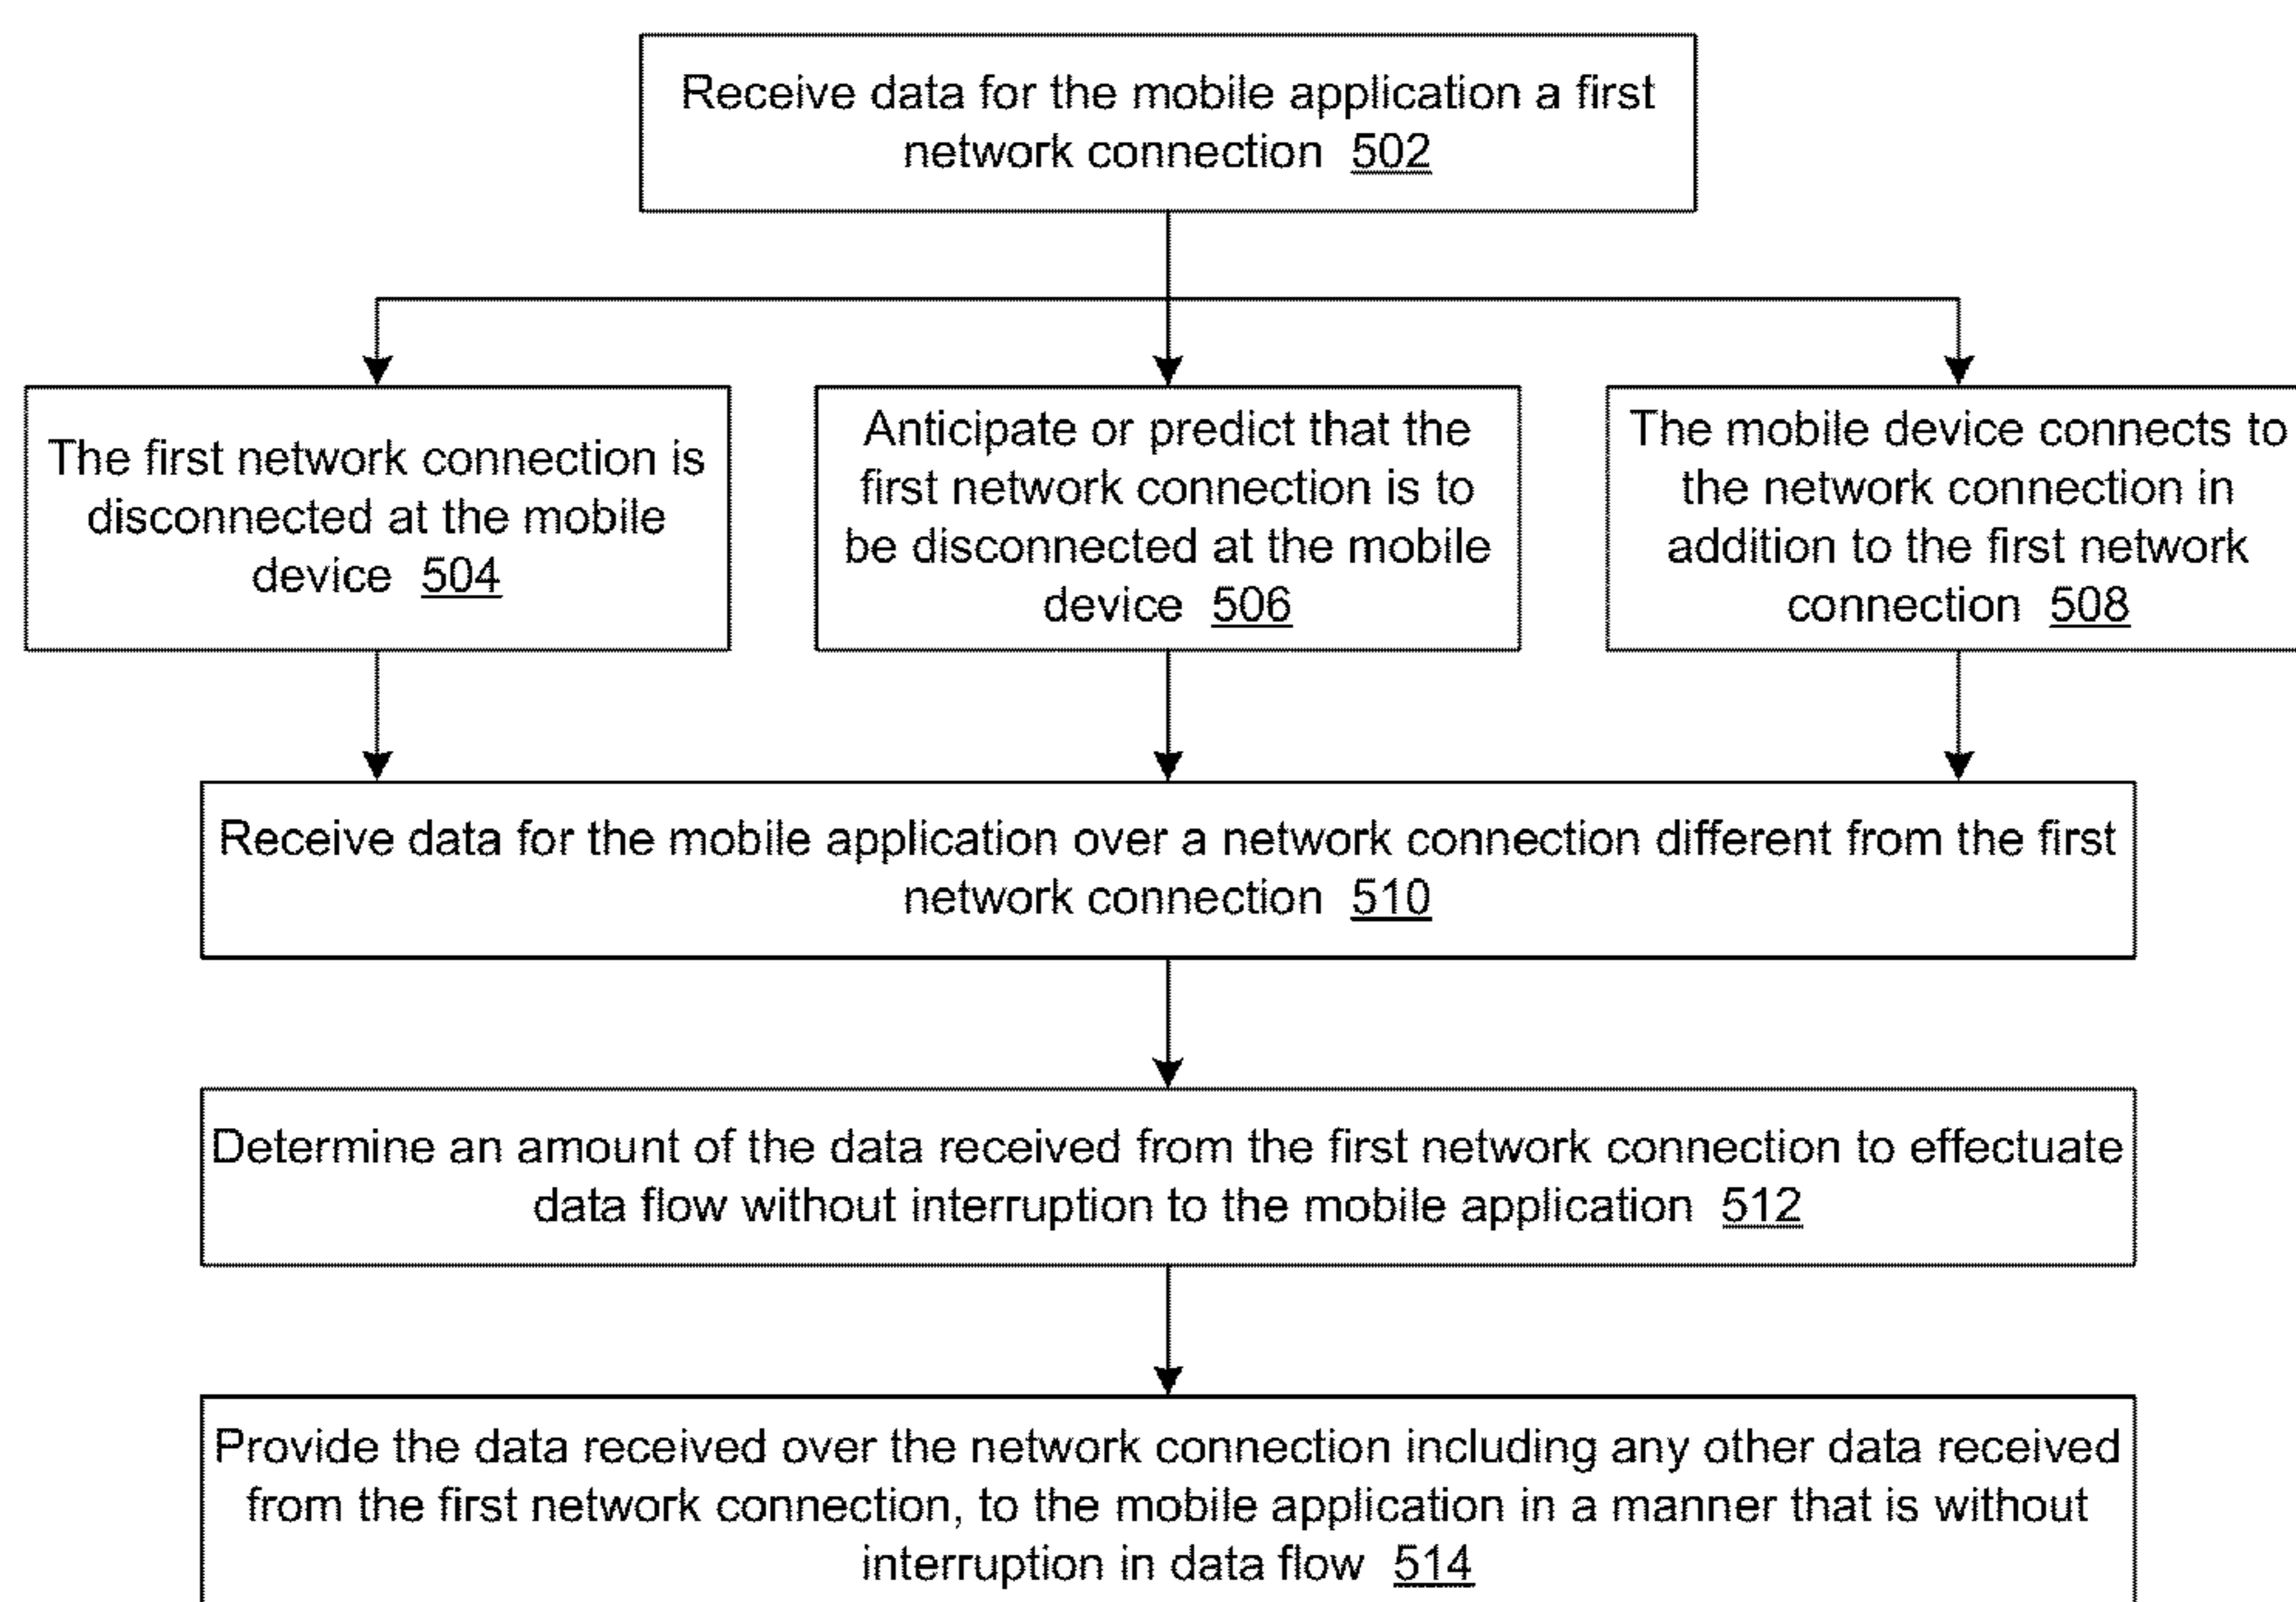 Receive data for the mobile application a first
network connection 502
The first network connection is
disconnected at the mobile
device 504
Anticipate or predict that the
first network connection is to
be disconnected at the mobile
device 506
The mobile device connects to
the network connection in
addition to the first network
connection 508
Receive data for the mobile application over a network connection different from the first
network connection 510
Determine an amount of the data received from the first network connection to effectuate
data flow without interruption to the mobile application 512
Provide the data received over the network connection including any other data received
from the first network connection, to the mobile application in a manner that is without
interruption in data flow 514